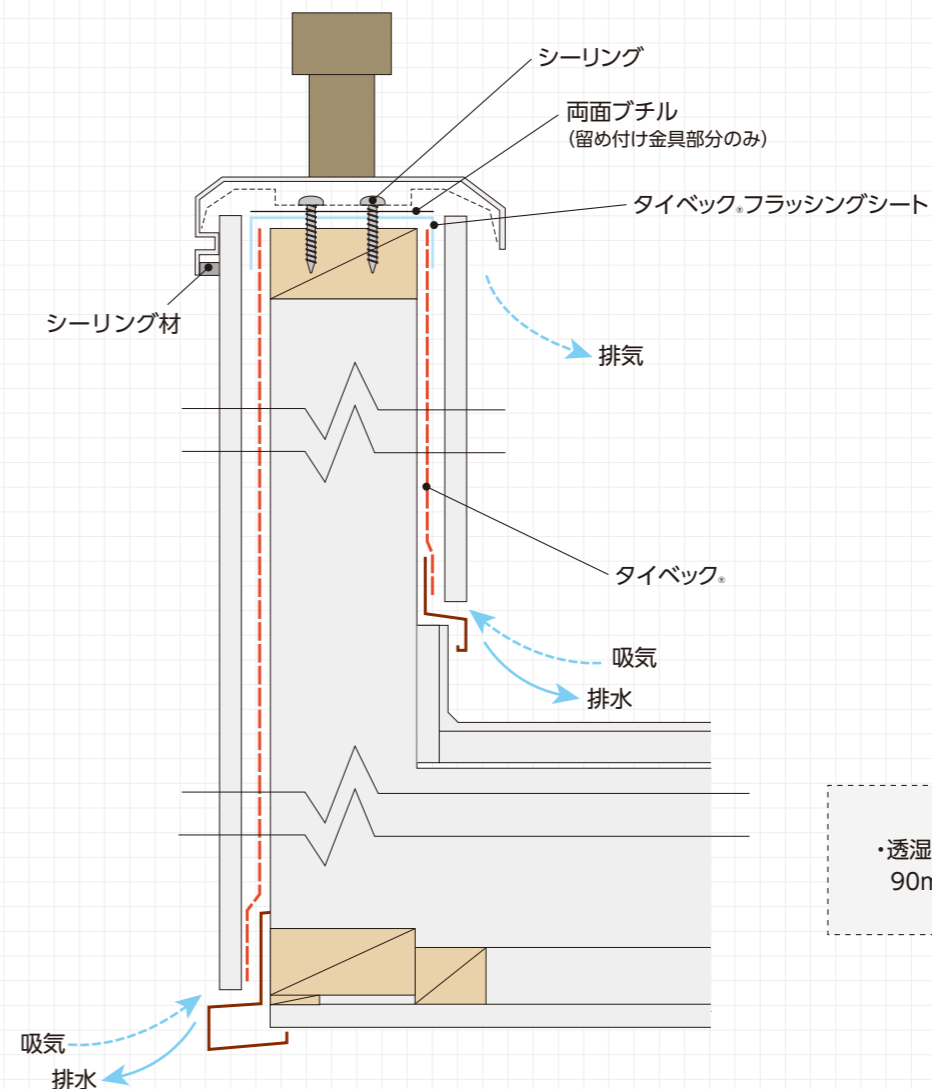 シーリング
両面ブチル
(留め付け金具部分のみ)
タイベック®フラッシングシート
シーリング材
排気
タイベック®
吸気
排水
・透湿
90m
吸気
排水